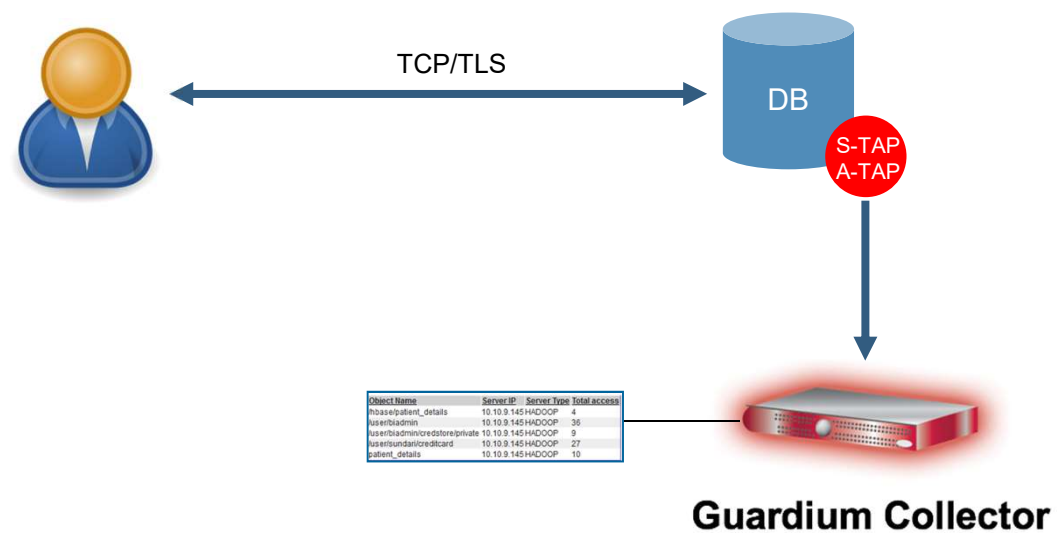 TCP/TLS
DB
S-TAP
A-TAP
Object Name Server IP Server Type Total access
/hbase/patient_details 10.10.9.145 HADOOP 4
/user/biadmin 10.10.9.145 HADOOP 36
/user/biadmin/credstore/private 10.10.9.145 HADOOP 9
/user/sundari/creditcard 10.10.9.145 HADOOP 27
patient_details 10.10.9.145 HADOOP 10
Guardium Collector